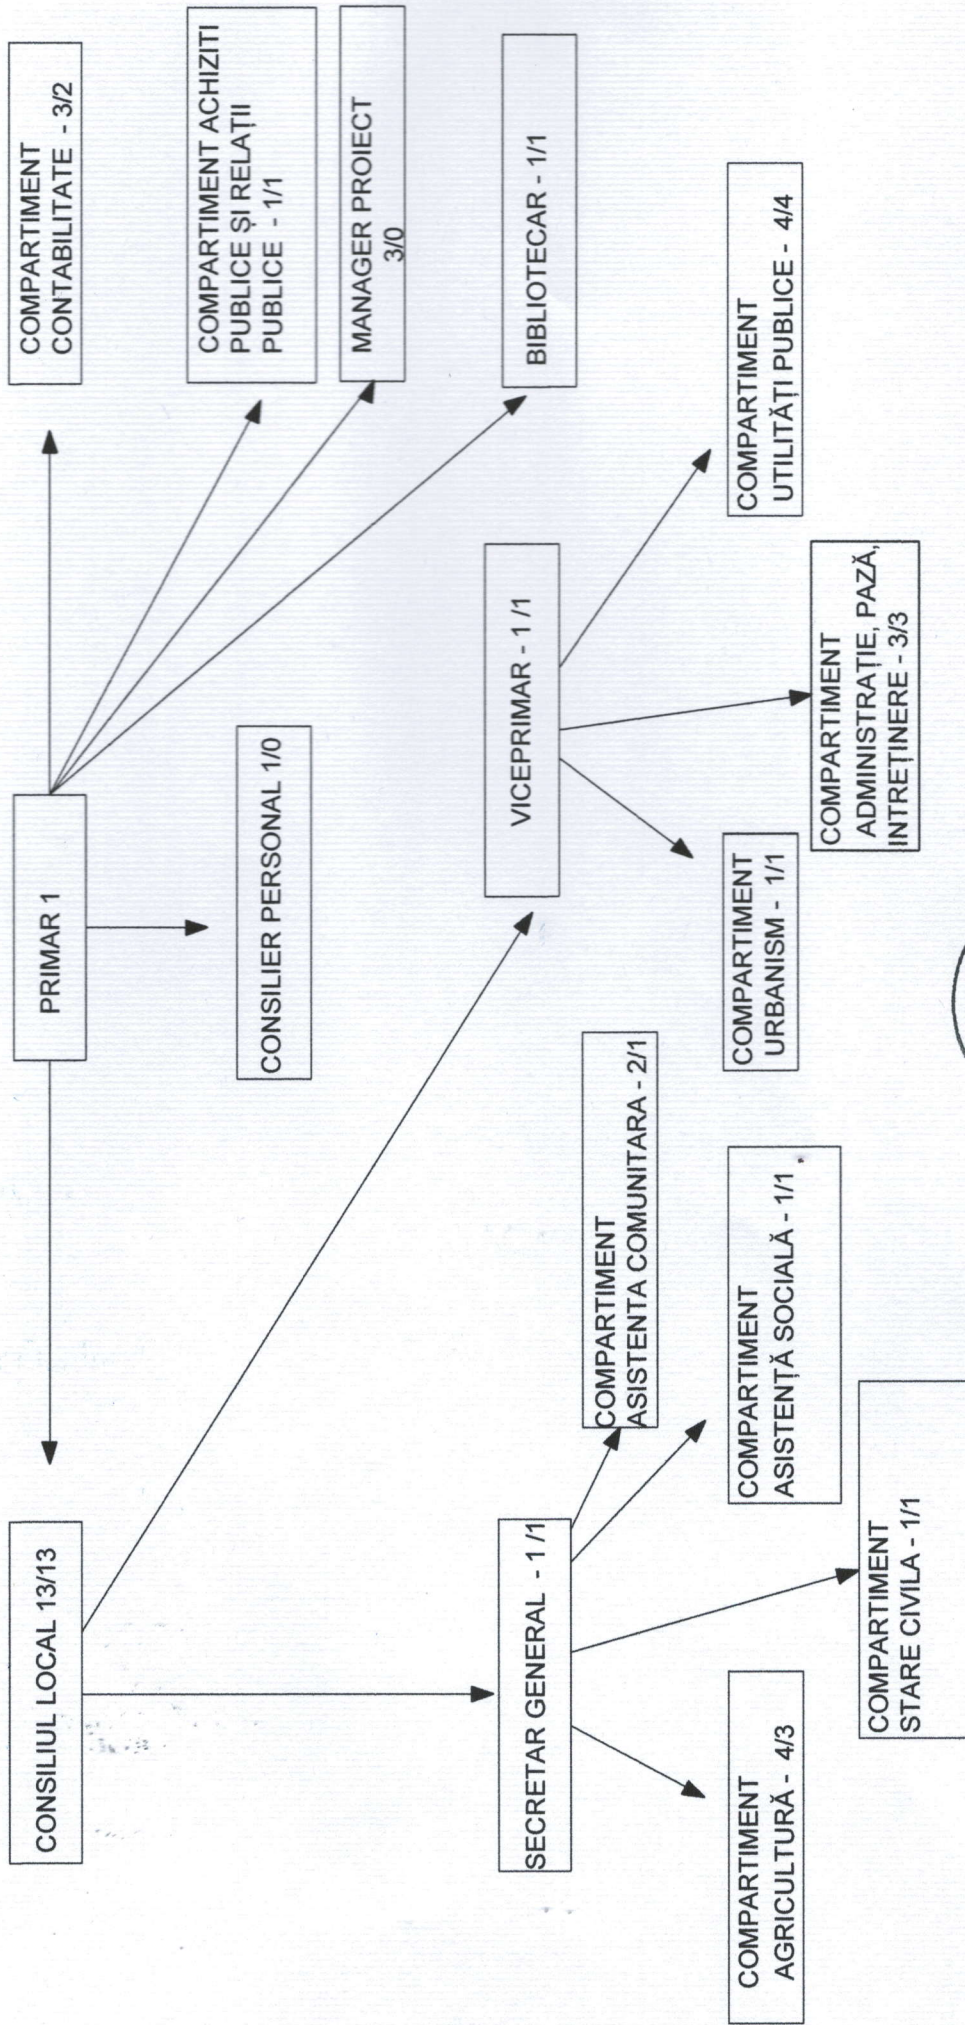 CONSILIUL LOCAL 13/13
PRIMAR 1
COMPARTIMENT
CONTABILITATE - 3/2
CONSILIER PERSONAL 1/0
COMPARTIMENT ACHIZITI
PUBLICE ȘI RELAȚII
PUBLICE - 1/1
MANAGER PROIECT
3/0
BIBLIOTECAR - 1/1
SECRETAR GENERAL - 1 /1
VICEPRIMAR - 1 /1
COMPARTIMENT
ASISTENTA COMUNITARA - 2/1
COMPARTIMENT
AGRICULTURĂ - 4/3
COMPARTIMENT
ASISTENȚĂ SOCIALĂ - 1/1
COMPARTIMENT
URBANISM - 1/1
COMPARTIMENT
UTILITĂȚI PUBLICE - 4/4
COMPARTIMENT
STARE CIVILA - 1/1
COMPARTIMENT
ADMINISTRAȚIE, PAZĂ,
INTREȚINERE - 3/3